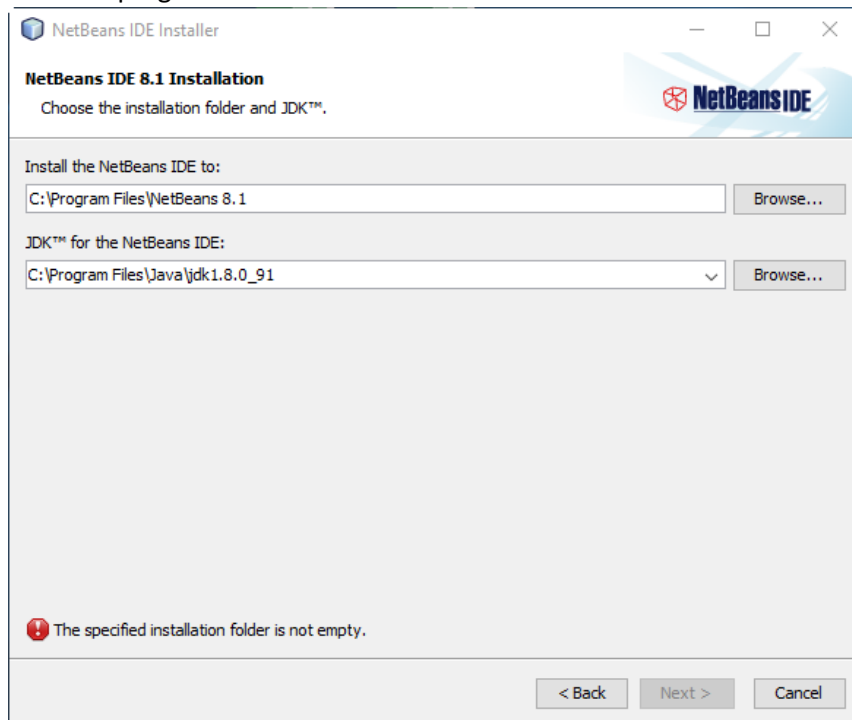 NetBeans IDE Installer
NetBeans IDE 8.1 Installation
Choose the installation folder and JDK™.
NetBeans IDE
Install the NetBeans IDE to:
C:\Program Files\NetBeans 8.1
Browse...
JDK™ for the NetBeans IDE:
C:\Program Files\Java\jdk1.8.0_91
Browse...
The specified installation folder is not empty.
< Back
Next >
Cancel